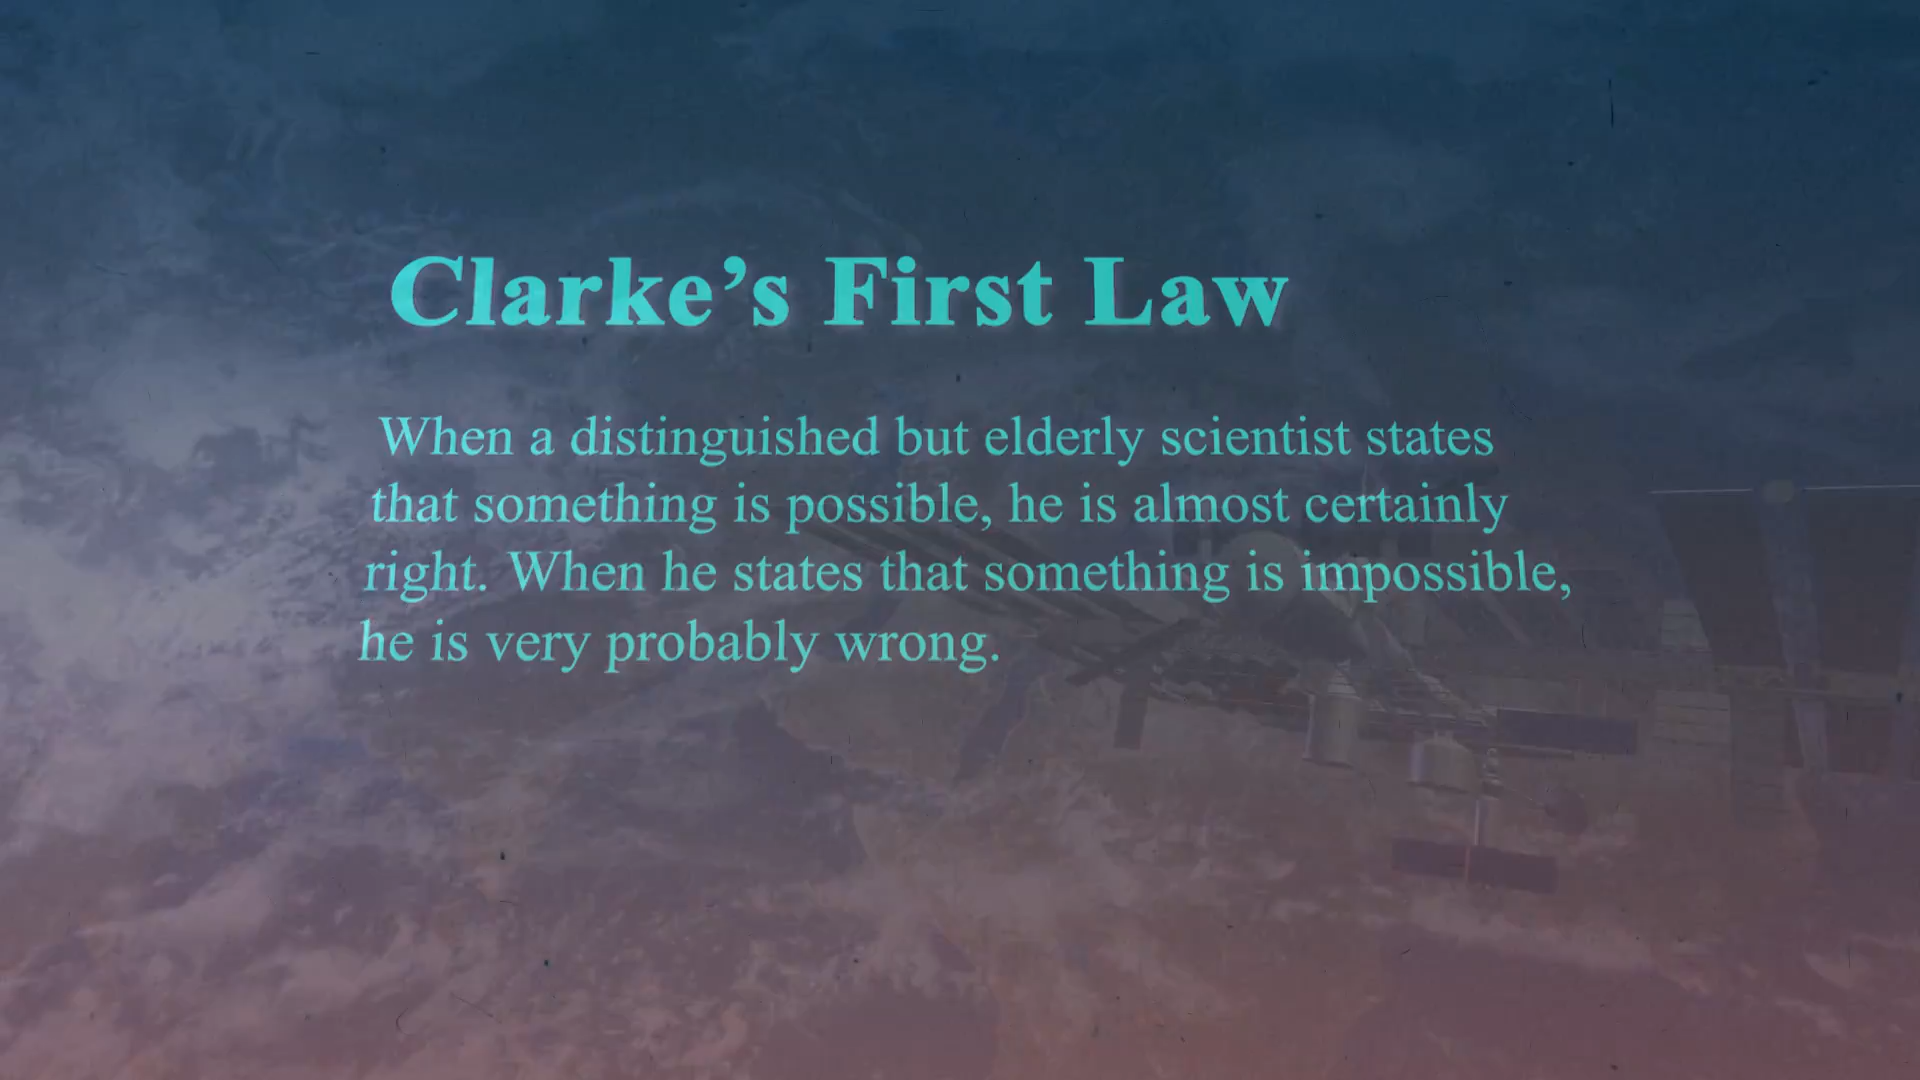 Clarke’s First Law
When a distinguished but elderly scientist states
that something is possible, he is almost certainly
right. When he states that something is impossible,
he is very probably wrong.